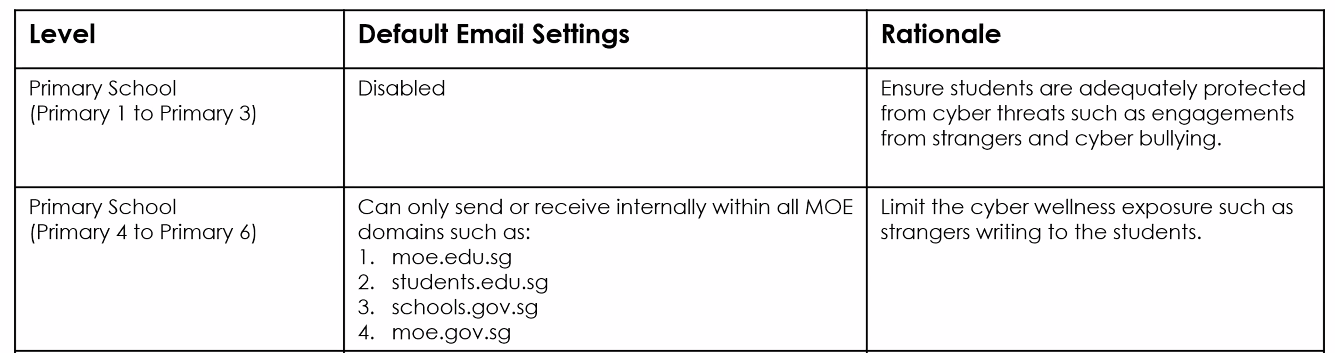 Level
Default Email Settings
Rationale
Primary School
(Primary 1 to Primary 3)
Disabled
Ensure students are adequately protected
from cyber threats such as engagements
from strangers and cyber bullying.
Primary School
(Primary 4 to Primary 6)
Can only send or receive internally within all MOE
domains such as:
1. moe.edu.sg
2. students.edu.sg
3. schools.gov.sg
4. moe.gov.sg
Limit the cyber wellness exposure such as
strangers writing to the students.